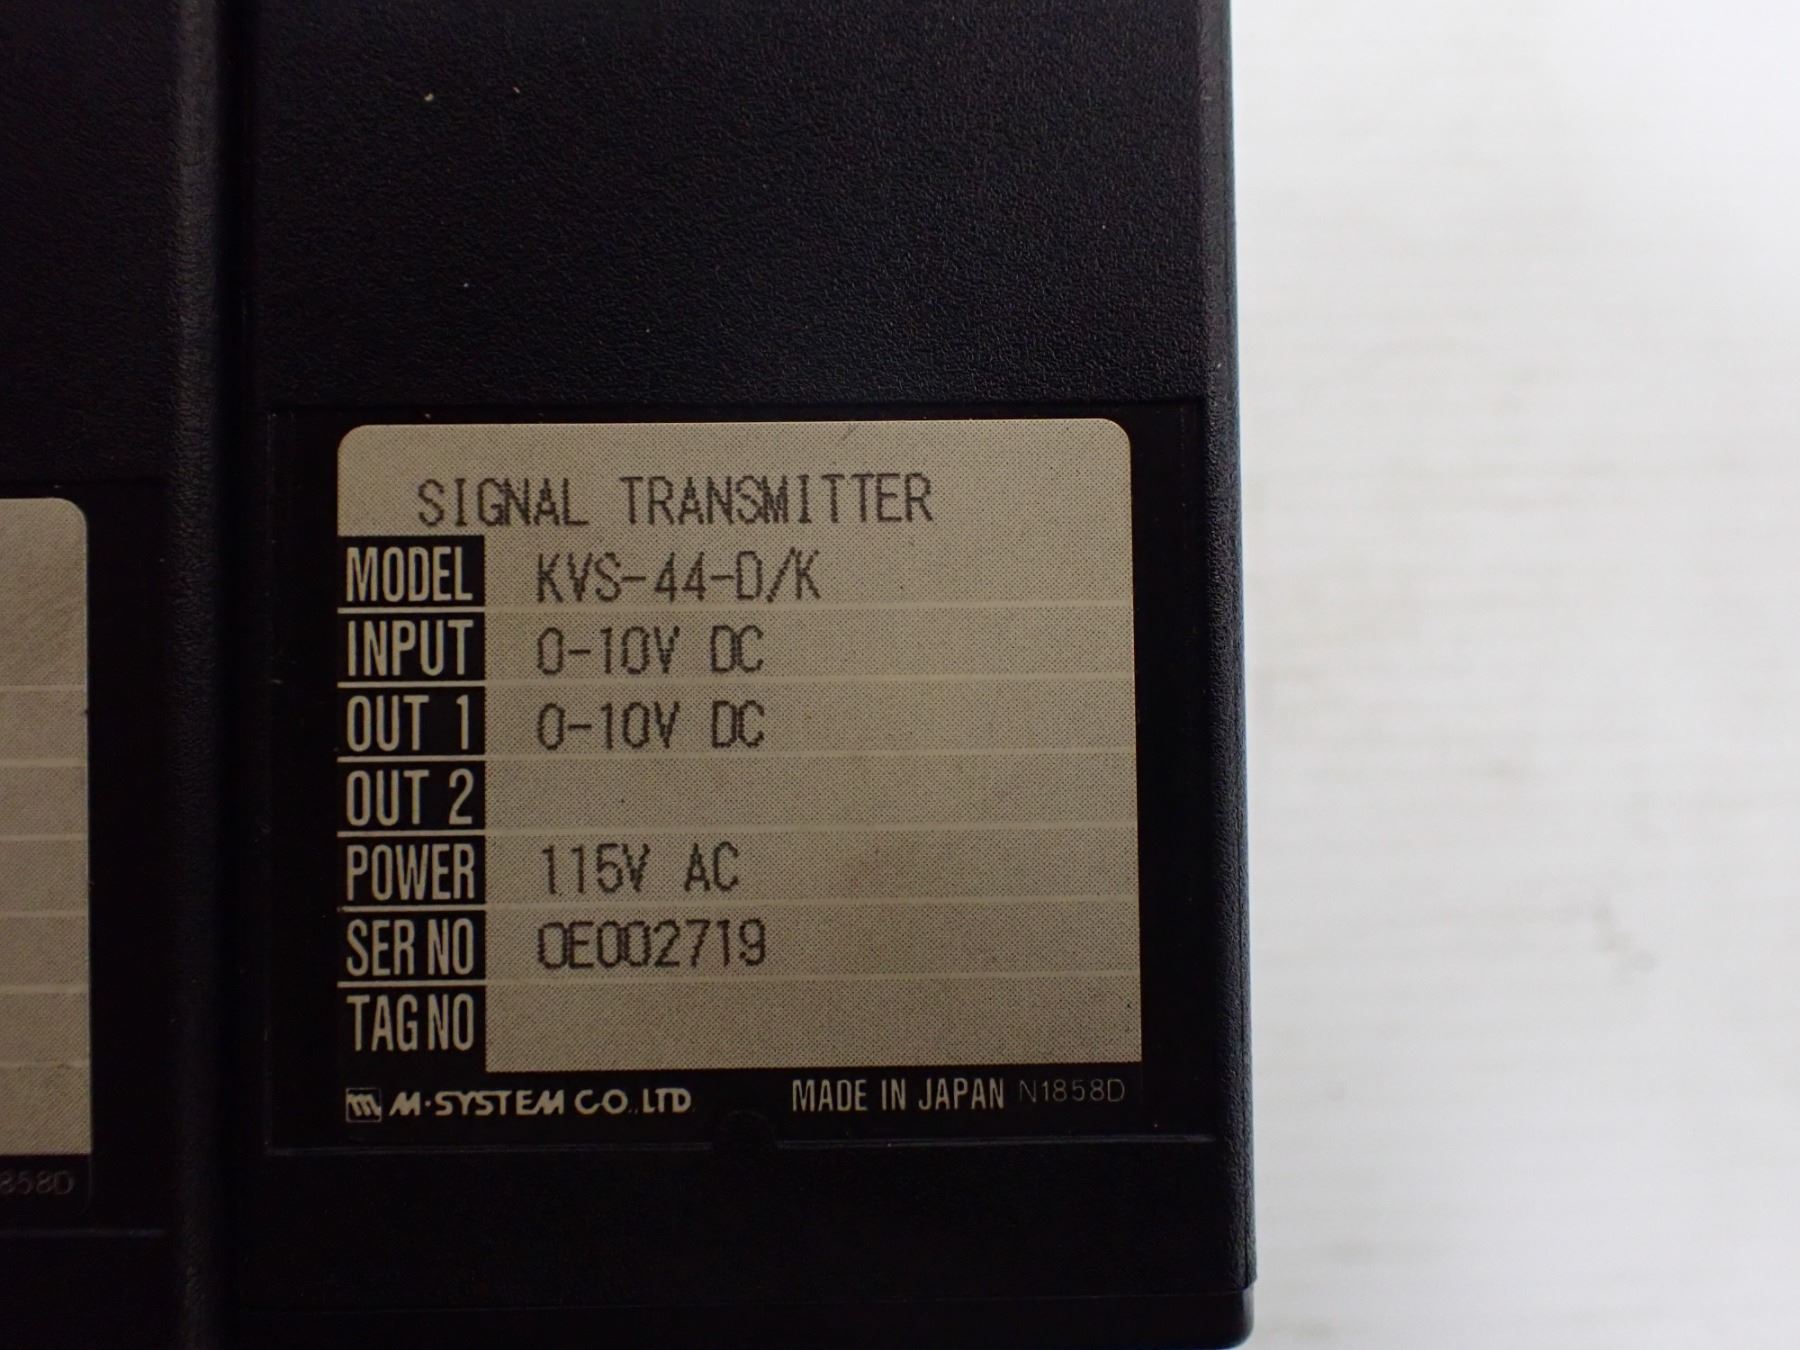 SIGNAL TRANSMITTER
MODEL KVS-44-D/K
INPUT 0-10V DC
OUT 1 0-10V DC
OUT 2
POWER 115V AC
SER NO OE002719
TAG NO
M·SYSTEM CO.,LTD. MADE IN JAPAN N1858D
858D